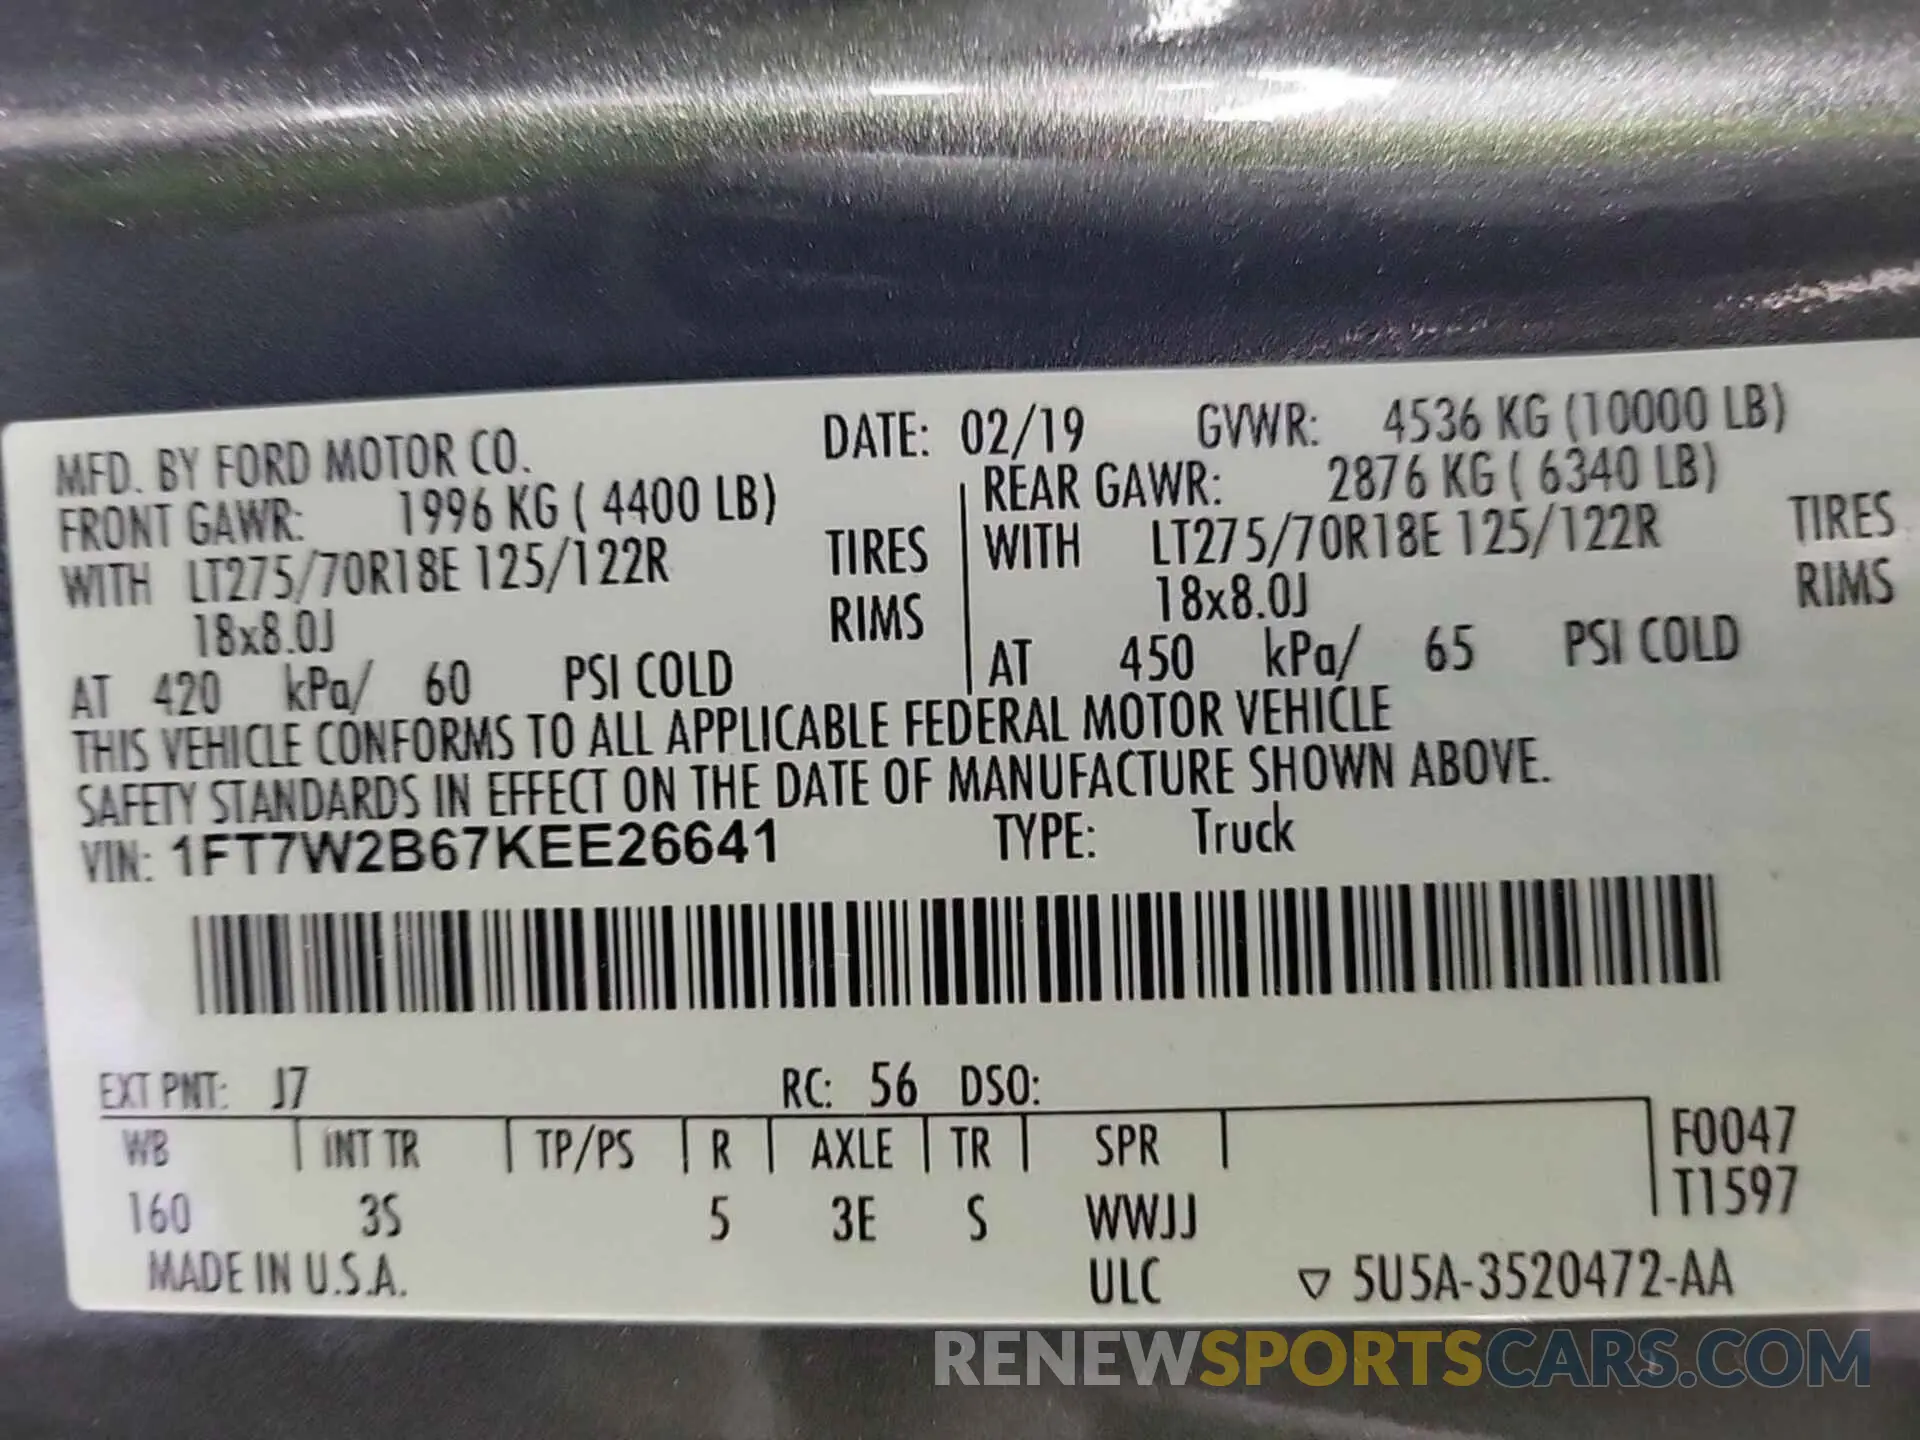 MFD. BY FORD MOTOR CO. DATE: 02/19 GVWR: 4536 KG (10000 LB)
FRONT GAWR: 1996 KG ( 4400 LB) REAR GAWR: 2876 KG ( 6340 LB)
WITH LT275/70R18E 125/122R TIRES WITH LT275/70R18E 125/122R TIRES
18x8.0J RIMS 18x8.0J RIMS
AT 420 kPa/ 60 PSI COLD AT 450 kPa/ 65 PSI COLD
THIS VEHICLE CONFORMS TO ALL APPLICABLE FEDERAL MOTOR VEHICLE
SAFETY STANDARDS IN EFFECT ON THE DATE OF MANUFACTURE SHOWN ABOVE.
VIN: 1FT7W2B67KEE26641 TYPE: Truck
EXT PNT: J7 RC: 56 DSO:
WB INT TR TP/PS R AXLE TR SPR F0047
160 3S 5 3E S WWJJ T1597
MADE IN U.S.A. ULC ▽ 5U5A-3520472-AA
RENEWSPORTSCARS.COM